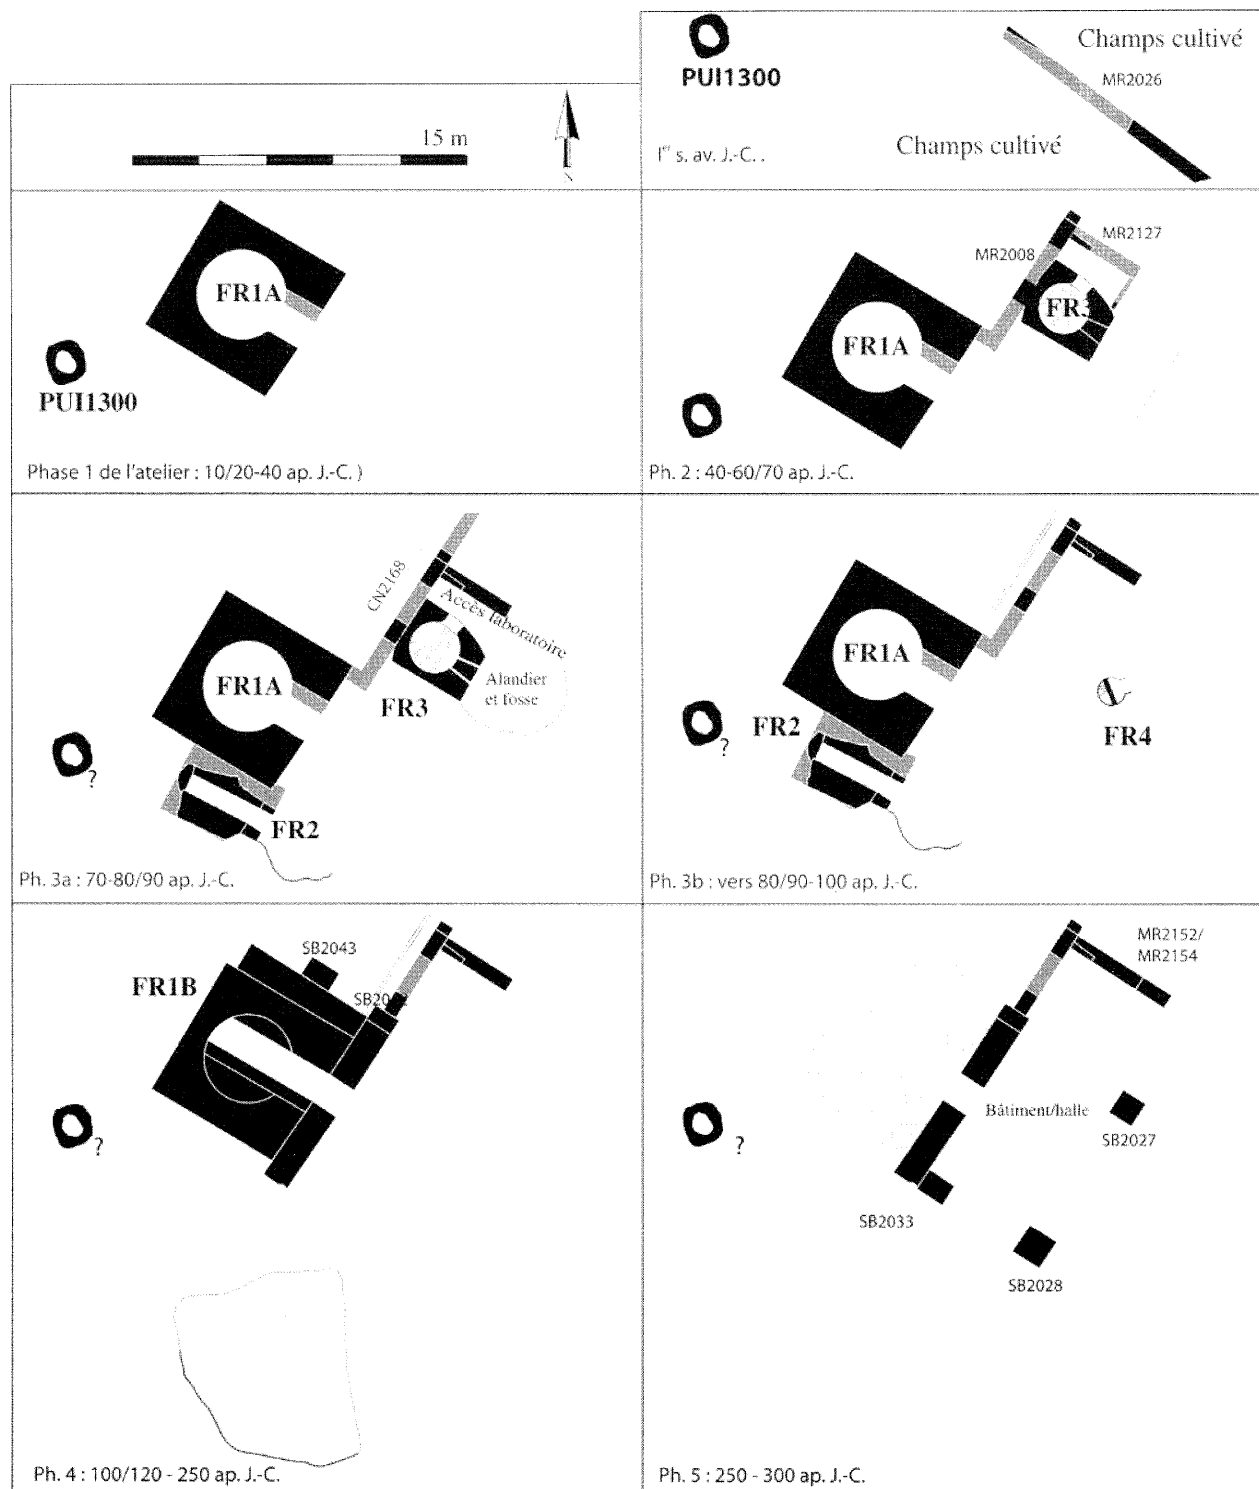 15 m
N
PUI1300
Champs cultivé
MR2026
Champs cultivé
Iᵉʳ s. av. J.-C. .
FR1A
PUI1300
Phase 1 de l'atelier : 10/20-40 ap. J.-C. )
MR2127
MR2008
FR3
FR1A
Ph. 2 : 40-60/70 ap. J.-C.
CN2168
Accès laboratoire
FR1A
Alandier
et fosse
FR3
?
FR2
Ph. 3a : 70-80/90 ap. J.-C.
FR1A
FR2
?
FR4
Ph. 3b : vers 80/90-100 ap. J.-C.
SB2043
FR1B
?
Ph. 4 : 100/120 - 250 ap. J.-C.
MR2152/
MR2154
Bâtiment/halle
SB2027
?
SB2033
SB2028
Ph. 5 : 250 - 300 ap. J.-C.